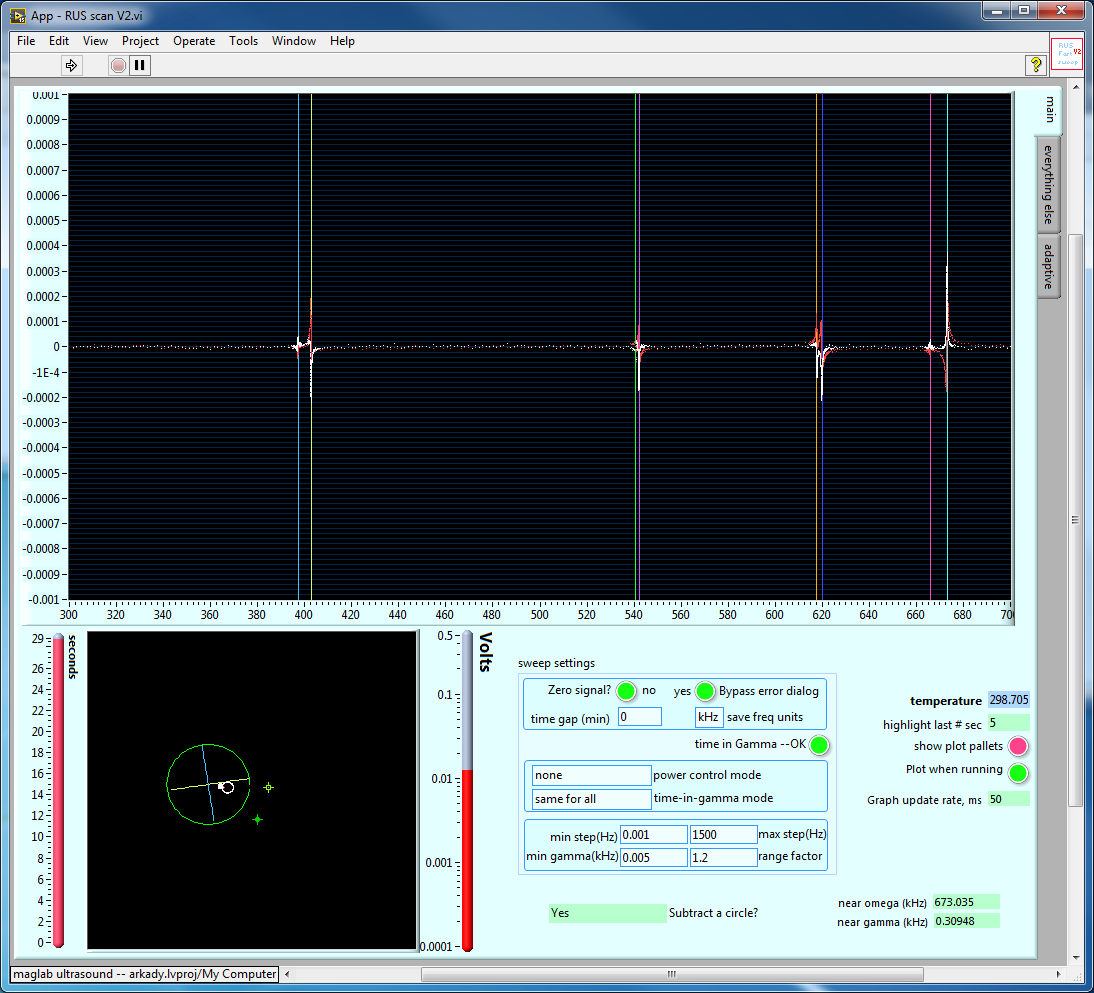 App - RUS scan V2.vi
File Edit View Project Operate Tools Window Help
?
RUS
Fast V2
sweep
main
everything else
adaptive
0.001
0.0009
0.0008
0.0007
0.0006
0.0005
0.0004
0.0003
0.0002
0.0001
0
-1E-4
-0.0002
-0.0003
-0.0004
-0.0005
-0.0006
-0.0007
-0.0008
-0.0009
-0.001
300 320 340 360 380 400 420 440 460 480 500 520 540 560 580 600 620 640 660 680 700
seconds
29
26
24
22
20
18
16
14
12
10
8
6
4
2
0
Volts
0.5
0.1
0.01
0.001
0.0001
sweep settings
Zero signal? no yes Bypass error dialog
time gap (min) 0 kHz save freq units
time in Gamma --OK
none power control mode
same for all time-in-gamma mode
min step(Hz) 0.001 1500 max step(Hz)
min gamma(kHz) 0.005 1.2 range factor
Yes Subtract a circle?
temperature 298.705
highlight last # sec 5
show plot pallets
Plot when running
Graph update rate, ms 50
near omega (kHz) 673.035
near gamma (kHz) 0.30948
maglab ultrasound -- arkady.lvproj/My Computer